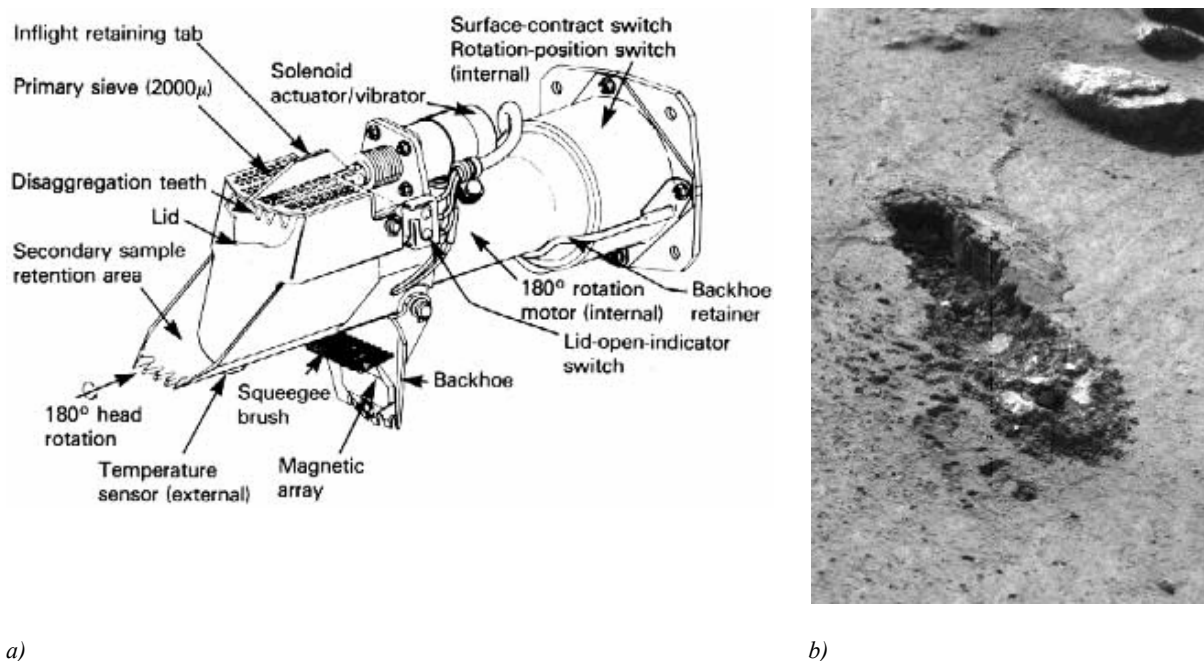 Inflight retaining tab
Primary sieve (2000µ)
Disaggregation teeth
Lid
Secondary sample
retention area
180° head
rotation
Temperature
sensor (external)
Solenoid
actuator/vibrator
Squeegee
brush
Magnetic
array
Backhoe
Surface-contract switch
Rotation-position switch
(internal)
180° rotation
motor (internal)
Backhoe
retainer
Lid-open-indicator
switch
a)
b)